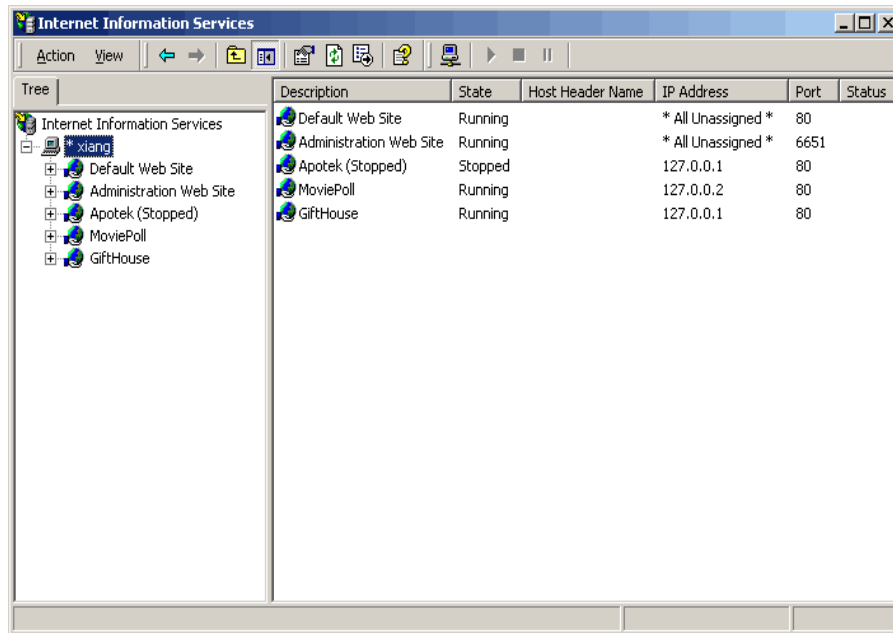 Internet Information Services
Action View
Tree
Internet Information Services
* xiang
Default Web Site
Administration Web Site
Apotek (Stopped)
MoviePoll
GiftHouse
Description State Host Header Name IP Address Port Status
Default Web Site Running * All Unassigned * 80
Administration Web Site Running * All Unassigned * 6651
Apotek (Stopped) Stopped 127.0.0.1 80
MoviePoll Running 127.0.0.2 80
GiftHouse Running 127.0.0.1 80